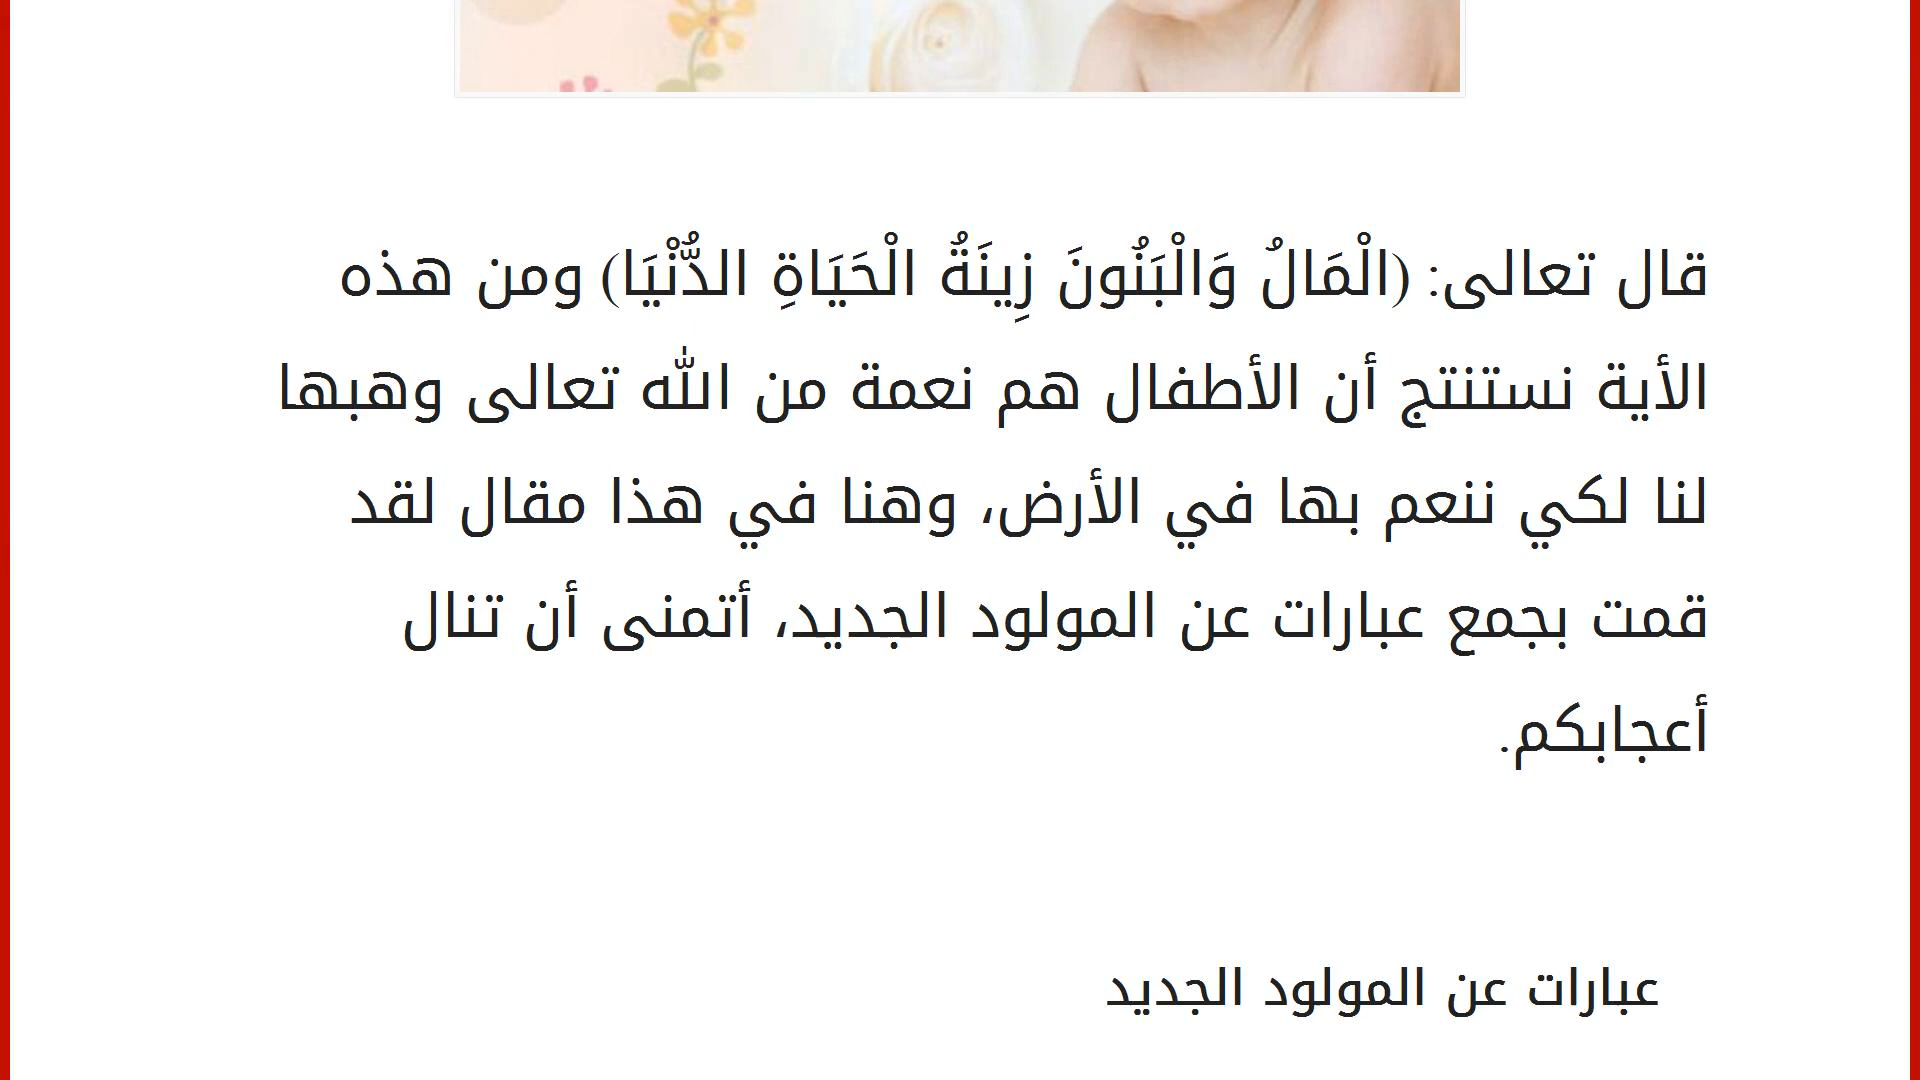 قال تعالى: (الْمَالُ وَالْبَنُونَ زِينَةُ الْحَيَاةِ الدُّنْيَا) ومن هذه
الأية نستنتج أن الأطفال هم نعمة من الله تعالى وهبها
لنا لكي ننعم بها في الأرض، وهنا في هذا مقال لقد
قمت بجمع عبارات عن المولود الجديد، أتمنى أن تنال
أعجابكم.
عبارات عن المولود الجديد